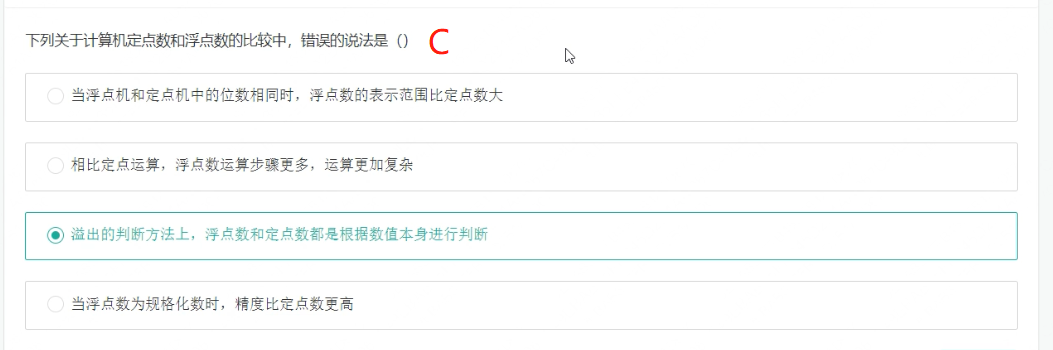 下列关于计算机定点数和浮点数的比较中，错误的说法是（） C
当浮点机和定点机中的位数相同时，浮点数的表示范围比定点数大
相比定点运算，浮点数运算步骤更多，运算更加复杂
溢出的判断方法上，浮点数和定点数都是根据数值本身进行判断
当浮点数为规格化数时，精度比定点数更高